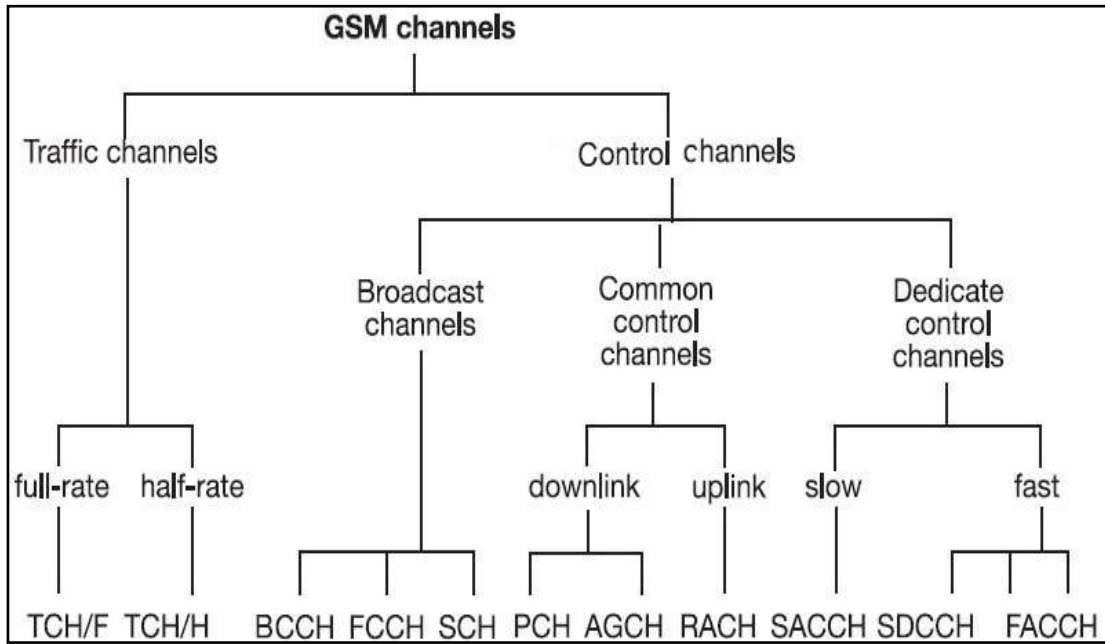 GSM channels
Traffic channels
Control channels
Broadcast
channels
Common
control
channels
Dedicate
control
channels
full-rate
half-rate
downlink
uplink
slow
fast
TCH/F
TCH/H
BCCH
FCCH
SCH
PCH
AGCH
RACH
SACCH
SDCCH
FACCH